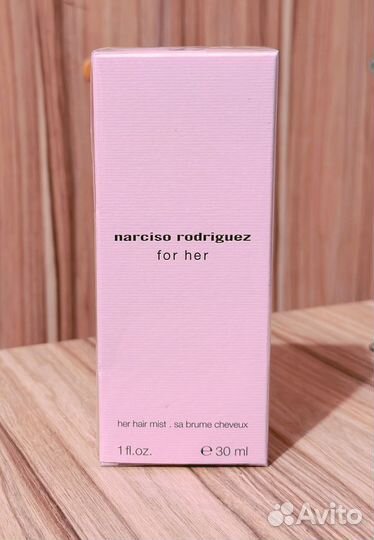 narciso rodriguez
for her
her hair mist . sa brume cheveux
1 fl.oz. ℮ 30 ml
Avito